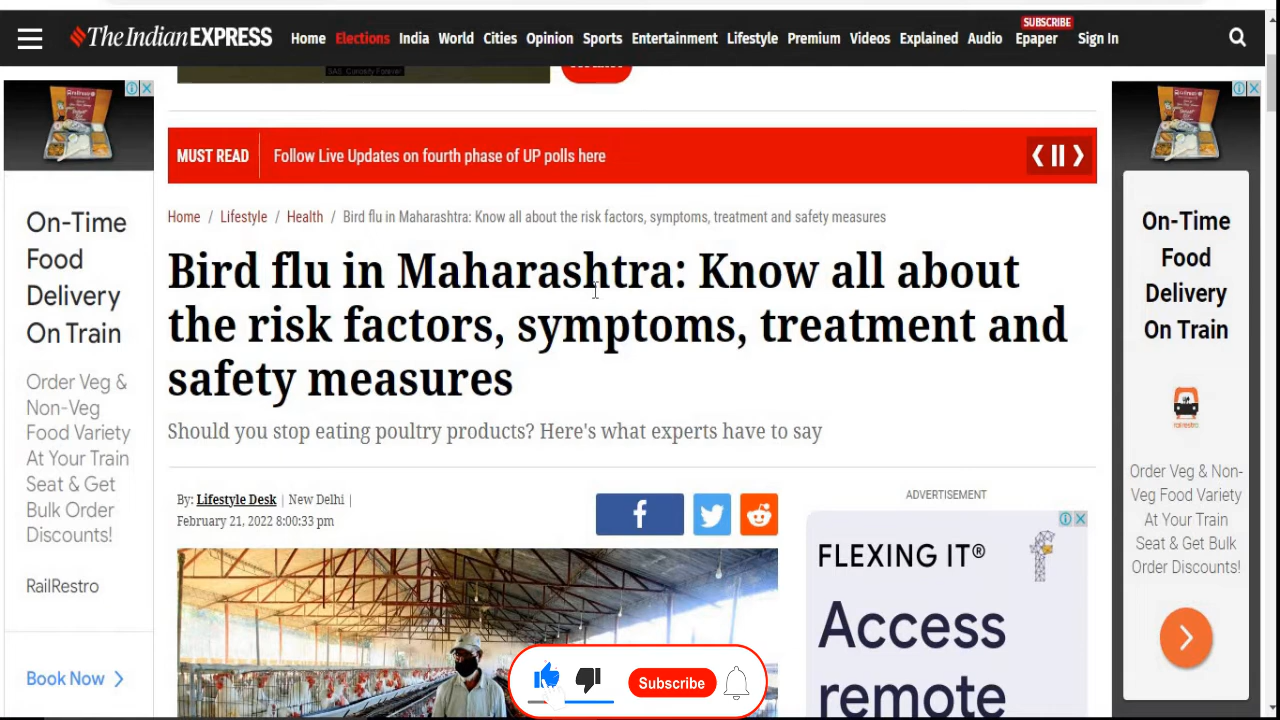 The Indian EXPRESS
Home Elections India World Cities Opinion Sports Entertainment Lifestyle Premium Videos Explained Audio Epaper Sign In
SUBSCRIBE
SAS. Curiosity Forever
MUST READ Follow Live Updates on fourth phase of UP polls here
Home / Lifestyle / Health / Bird flu in Maharashtra: Know all about the risk factors, symptoms, treatment and safety measures
Bird flu in Maharashtra: Know all about
the risk factors, symptoms, treatment and
safety measures
Should you stop eating poultry products? Here's what experts have to say
By: Lifestyle Desk | New Delhi |
February 21, 2022 8:00:33 pm
On-Time
Food
Delivery
On Train
Order Veg &
Non-Veg
Food Variety
At Your Train
Seat & Get
Bulk Order
Discounts!
RailRestro
Book Now
ADVERTISEMENT
FLEXING IT®
Access
remote
On-Time
Food
Delivery
On Train
railrestro
Order Veg & Non-
Veg Food Variety
At Your Train
Seat & Get Bulk
Order Discounts!
Subscribe